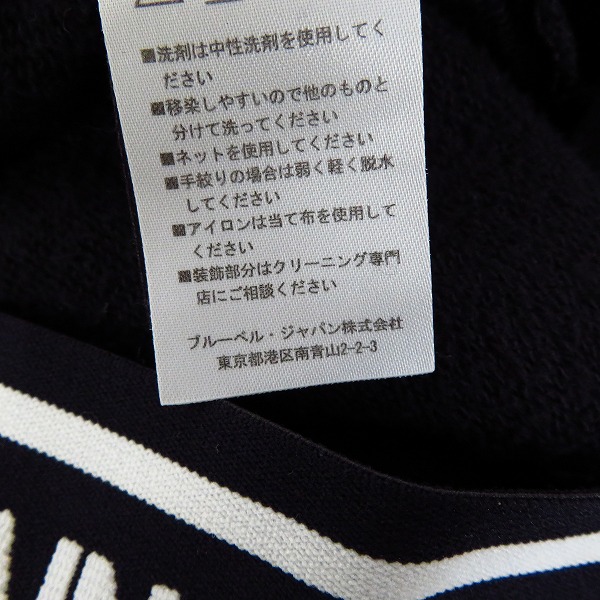 ■洗剤は中性洗剤を使用してく
ださい
■移染しやすいので他のものと
分けて洗ってください
■ネットを使用してください
■手絞りの場合は弱く軽く脱水
してください
■アイロンは当て布を使用して
ください
■装飾部分はクリーニング専門
店にご相談ください
ブルーベル・ジャパン株式会社
東京都港区南青山2-2-3